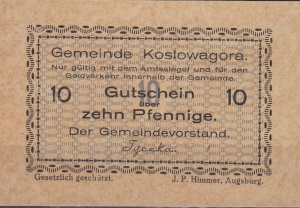 Gemeinde Koslowagora.
Nur gültig mit dem Amtssiegel und für den
Geldverkehr innerhalb der Gemeinde.
10 Gutschein 10
über
zehn Pfennige.
Der Gemeindevorstand.
Gesetzlich geschützt. J. P. Himmer, Augsburg.